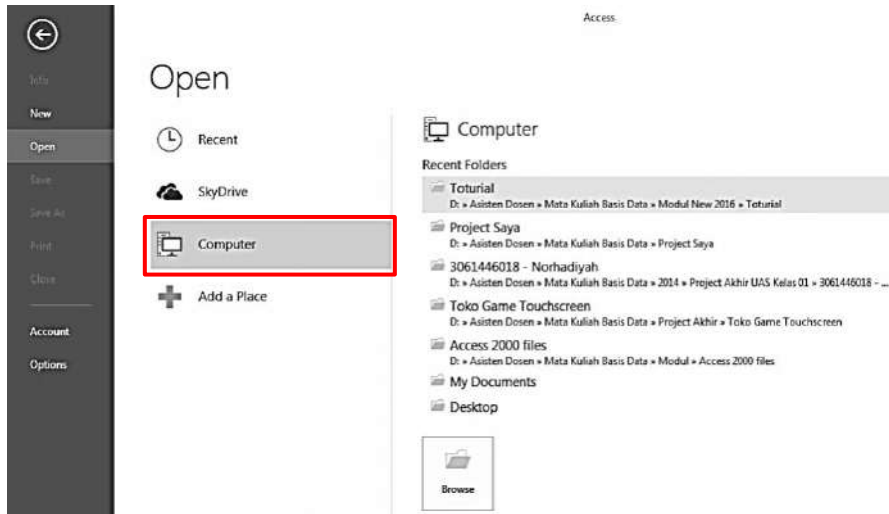 Access
Info
New
Open
Save
Save As
Print
Close
Account
Options
Open
Recent
SkyDrive
Computer
Add a Place
Computer
Recent Folders
Toturial
D: » Asisten Dosen » Mata Kuliah Basis Data » Modul New 2016 » Toturial
Project Saya
D: » Asisten Dosen » Mata Kuliah Basis Data » Project Saya
3061446018 - Norhadiyah
D: » Asisten Dosen » Mata Kuliah Basis Data » 2014 » Project Akhir UAS Kelas 01 » 3061446018 - ...
Toko Game Touchscreen
D: » Asisten Dosen » Mata Kuliah Basis Data » Project Akhir » Toko Game Touchscreen
Access 2000 files
D: » Asisten Dosen » Mata Kuliah Basis Data » Modul » Access 2000 files
My Documents
Desktop
Browse